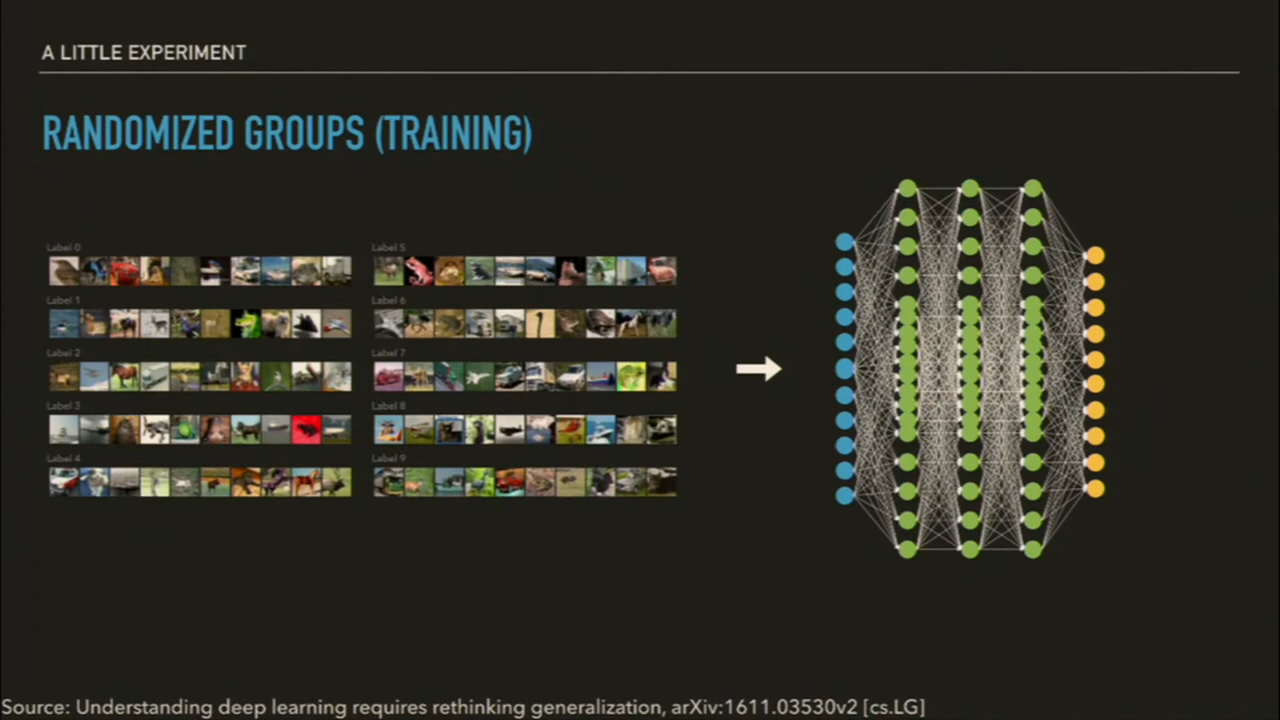 A LITTLE EXPERIMENT
RANDOMIZED GROUPS (TRAINING)
Label 0
Label 5
Label 1
Label 6
Label 2
Label 7
Label 3
Label 8
Label 4
Label 9
Source: Understanding deep learning requires rethinking generalization, arXiv:1611.03530v2 [cs.LG]